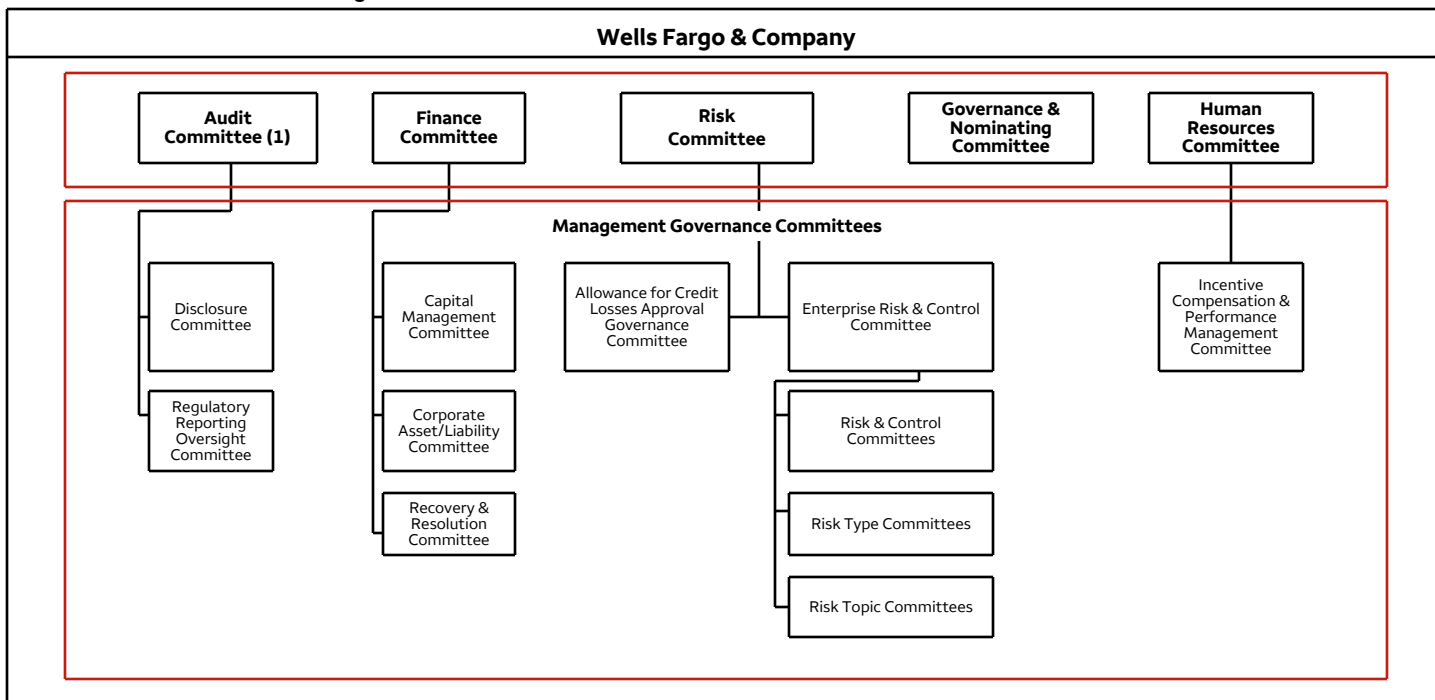 Wells Fargo & Company
Audit
Committee (1)
Finance
Committee
Risk
Committee
Governance &
Nominating
Committee
Human
Resources
Committee
Management Governance Committees
Disclosure
Committee
Regulatory
Reporting
Oversight
Committee
Capital
Management
Committee
Corporate
Asset/Liability
Committee
Recovery &
Resolution
Committee
Allowance for Credit
Losses Approval
Governance
Committee
Enterprise Risk & Control
Committee
Risk & Control
Committees
Risk Type Committees
Risk Topic Committees
Incentive
Compensation &
Performance
Management
Committee